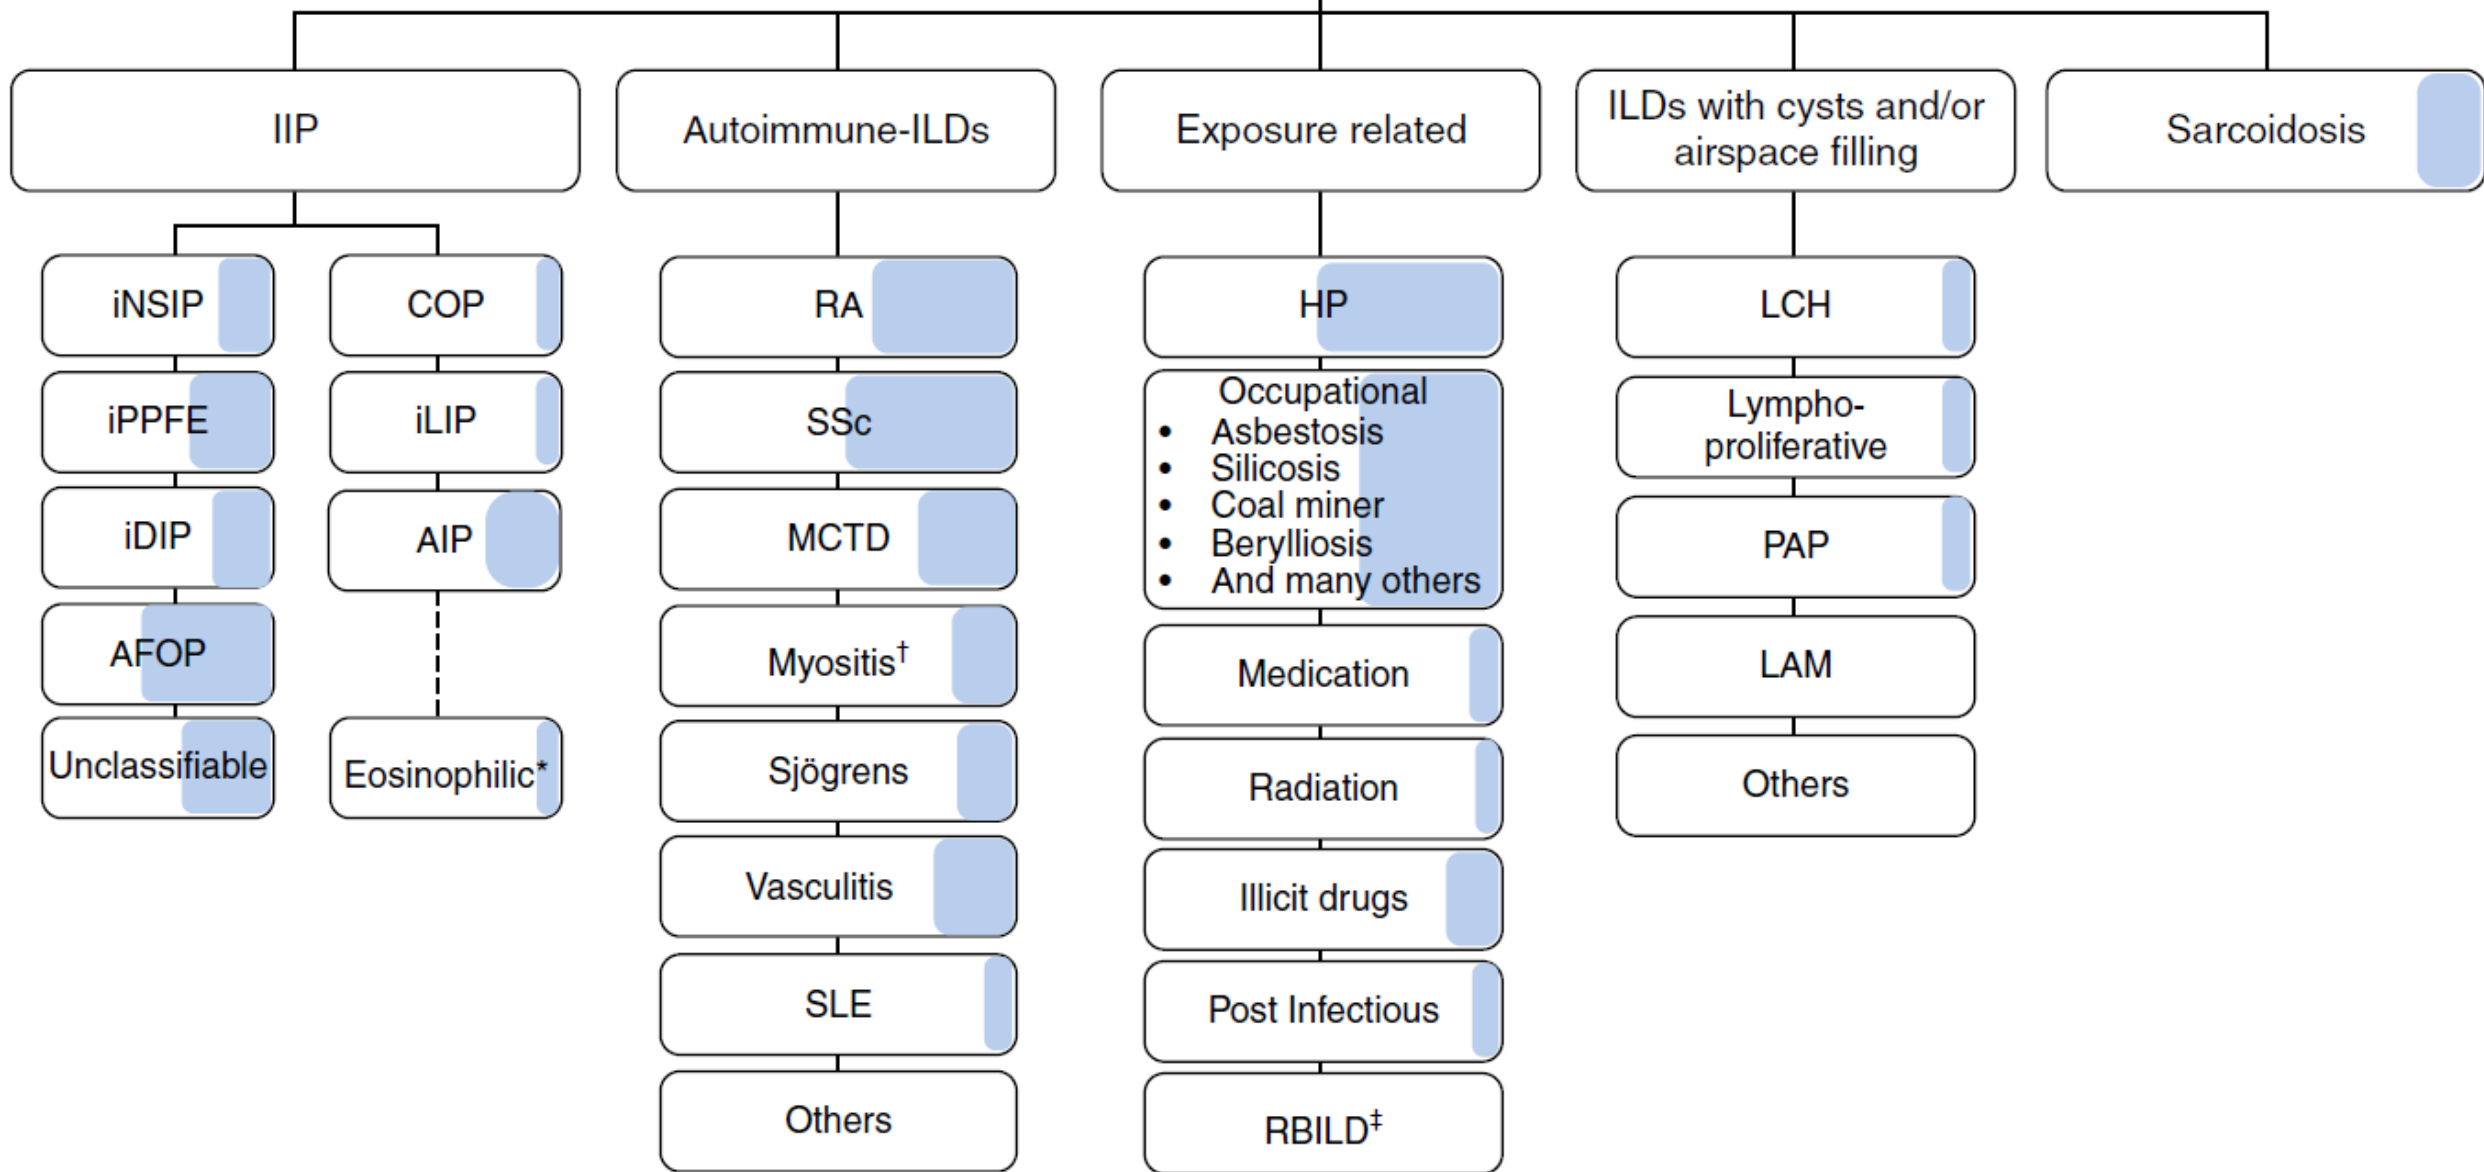 IIP
Autoimmune-ILDs
Exposure related
ILDs with cysts and/or
airspace filling
Sarcoidosis
iNSIP
iPPFE
iDIP
AFOP
Unclassifiable
COP
iLIP
AIP
Eosinophilic*
RA
SSc
MCTD
Myositis†
Sjögrens
Vasculitis
SLE
Others
HP
Occupational
• Asbestosis
• Silicosis
• Coal miner
• Berylliosis
• And many others
Medication
Radiation
Illicit drugs
Post Infectious
RBILD‡
LCH
Lympho-
proliferative
PAP
LAM
Others